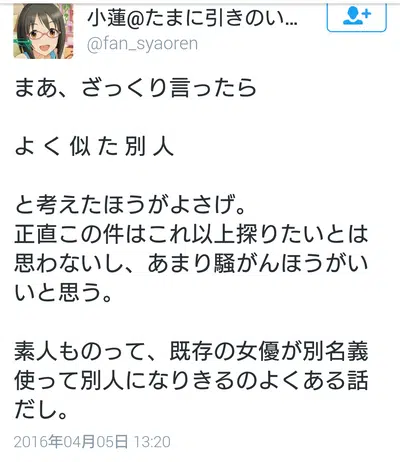 小蓮@たまに引きのい...
@fan_syaoren
まあ、ざっくり言ったら
よ く 似 た 別 人
と考えたほうがよさげ。
正直この件はこれ以上探りたいとは
思わないし、あまり騒がんほうがい
いと思う。
素人ものって、既存の女優が別名義
使って別人になりきるのよくある話
だし。
2016年04月05日 13:20